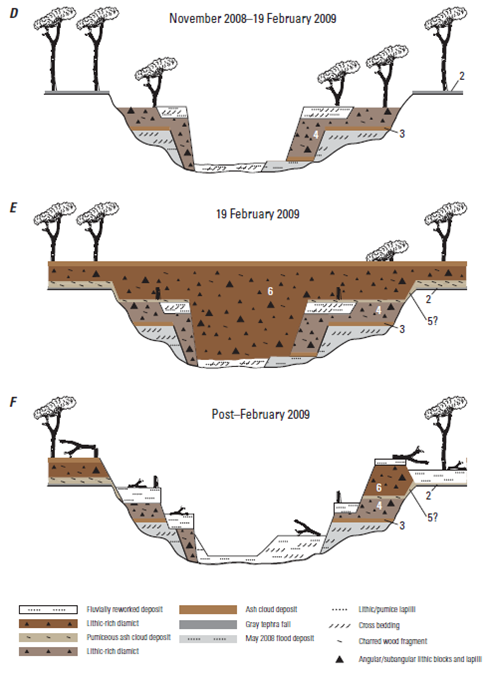 D
November 2008–19 February 2009
2
4
3
E
19 February 2009
6
2
4
3
5?
F
Post–February 2009
6
2
4
3
5?
Fluvially reworked deposit
Lithic-rich diamict
Pumiceous ash cloud deposit
Lithic-rich diamict
Ash cloud deposit
Gray tephra fall
May 2008 flood deposit
Lithic/pumice lapilli
Cross bedding
Charred wood fragment
Angular/subangular lithic blocks and lapilli